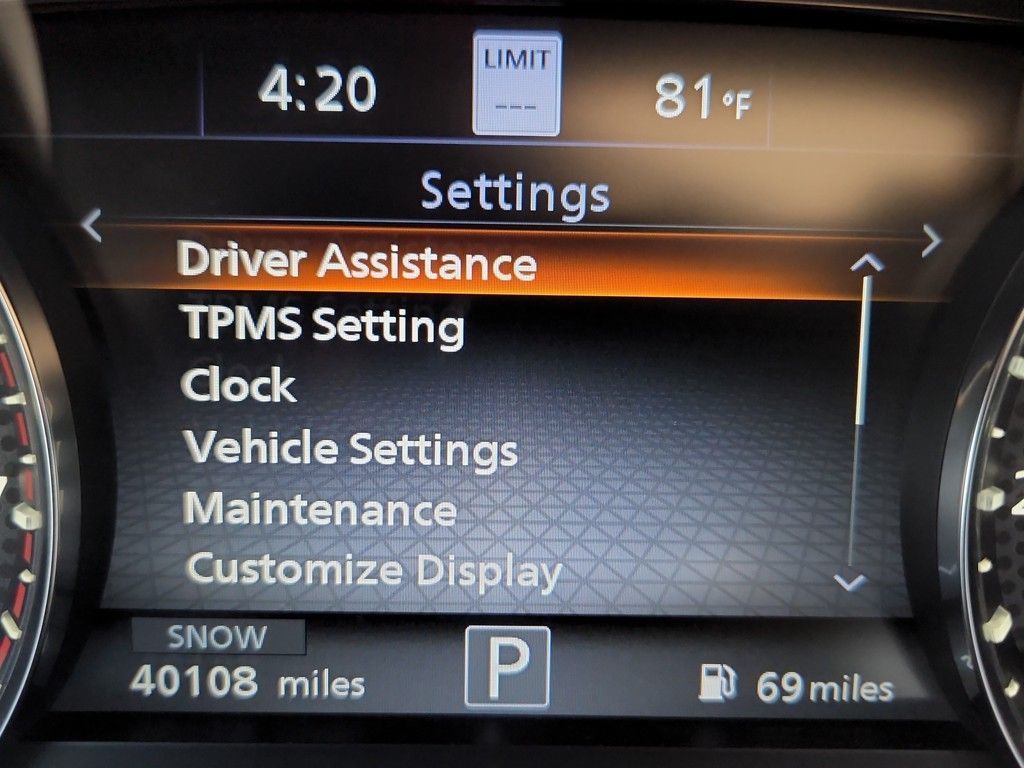 4:20
LIMIT
---
81°F
Settings
Driver Assistance
TPMS Setting
Clock
Vehicle Settings
Maintenance
Customize Display
SNOW
40108 miles
P
69 miles